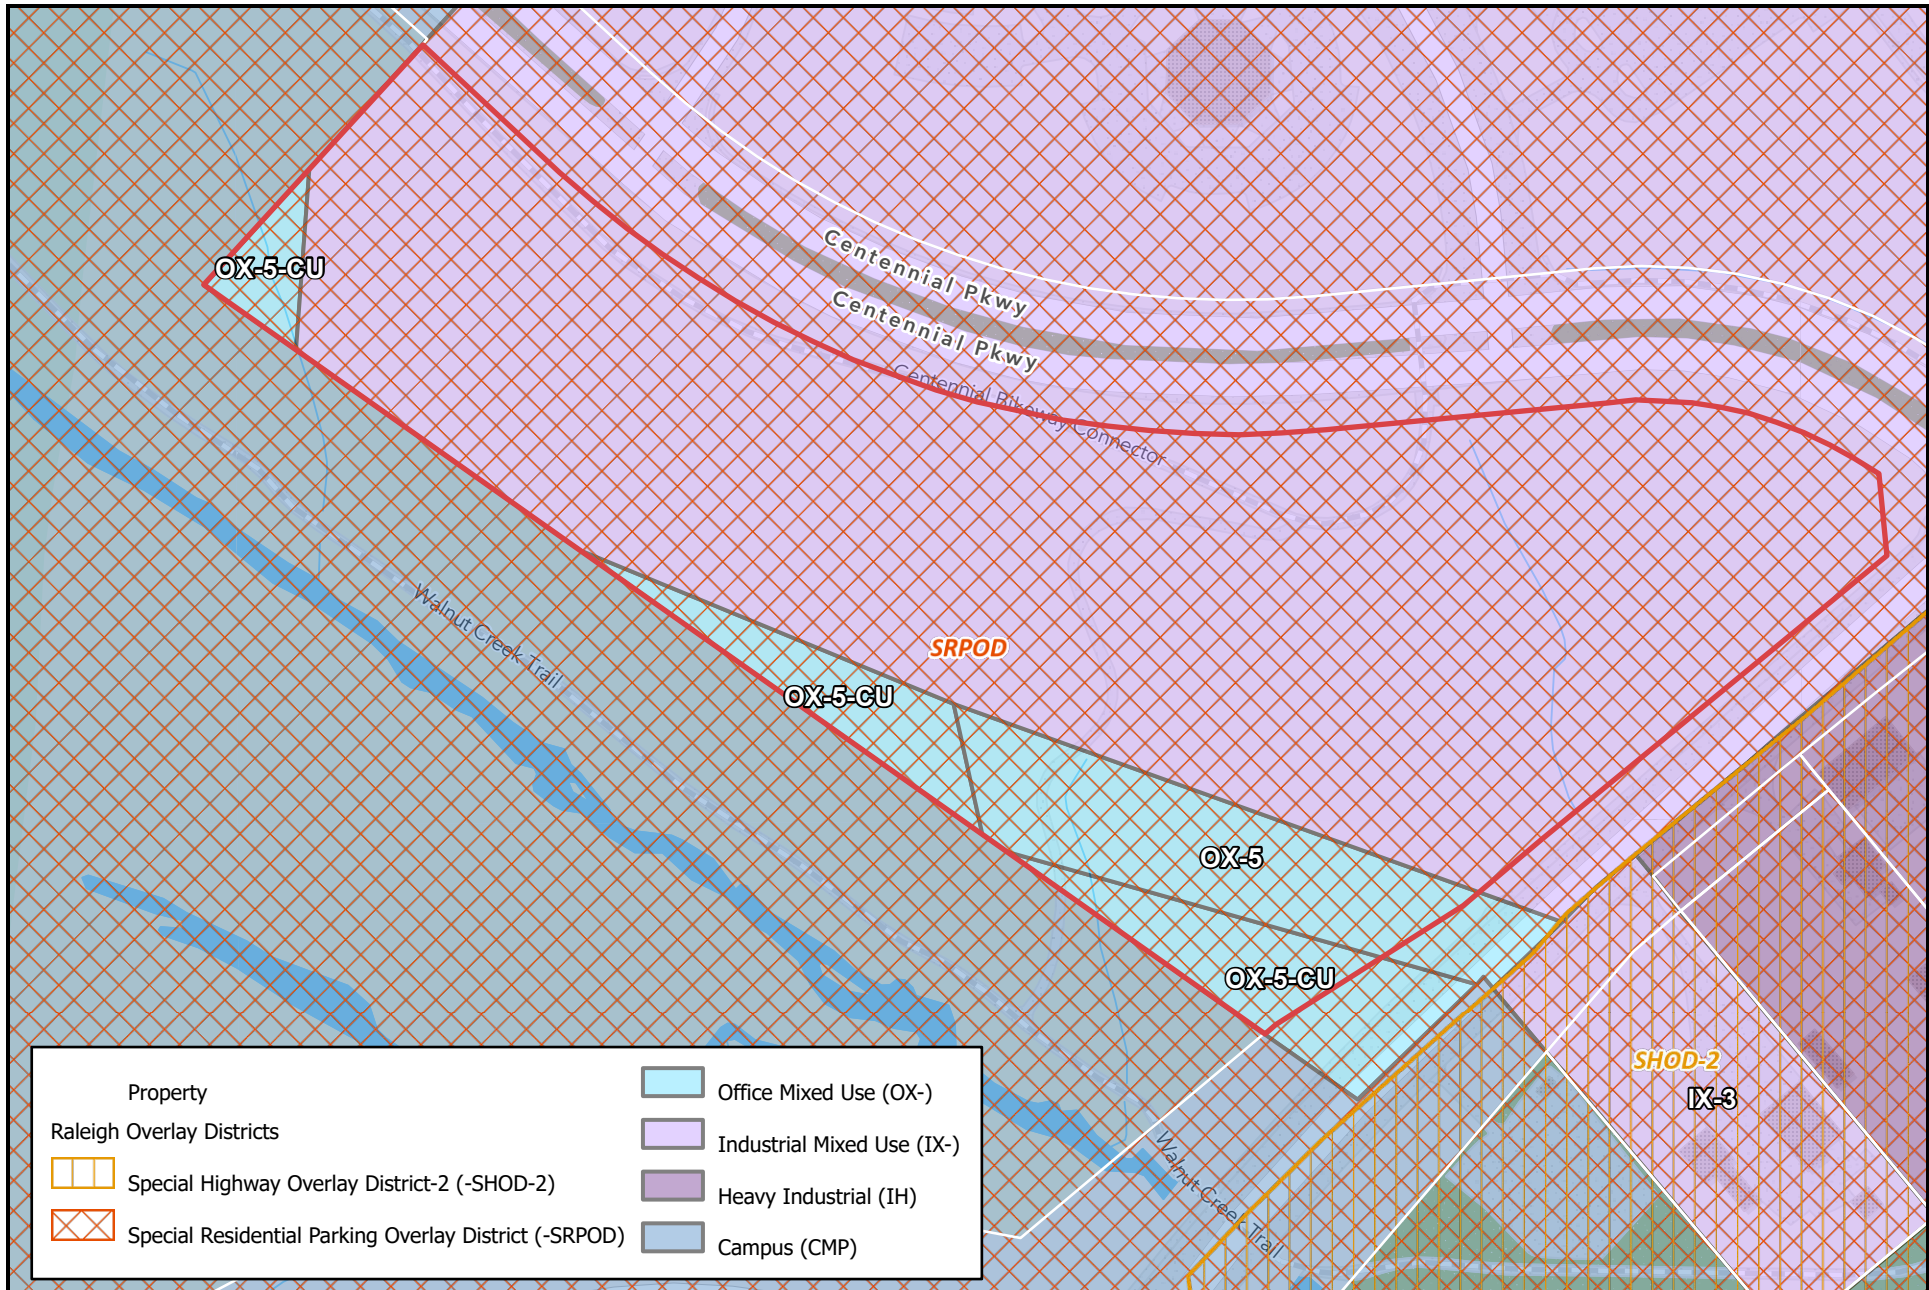 Centennial Pkwy
Centennial Pkwy
OX-5-CU
Centennial Bikeway Connector
Walnut Creek Trail
SRPOD
OX-5-CU
OX-5
OX-5-CU
SHOD-2
IX-3
Walnut Creek Trail
Property
Raleigh Overlay Districts
Special Highway Overlay District-2 (-SHOD-2)
Special Residential Parking Overlay District (-SRPOD)
Office Mixed Use (OX-)
Industrial Mixed Use (IX-)
Heavy Industrial (IH)
Campus (CMP)